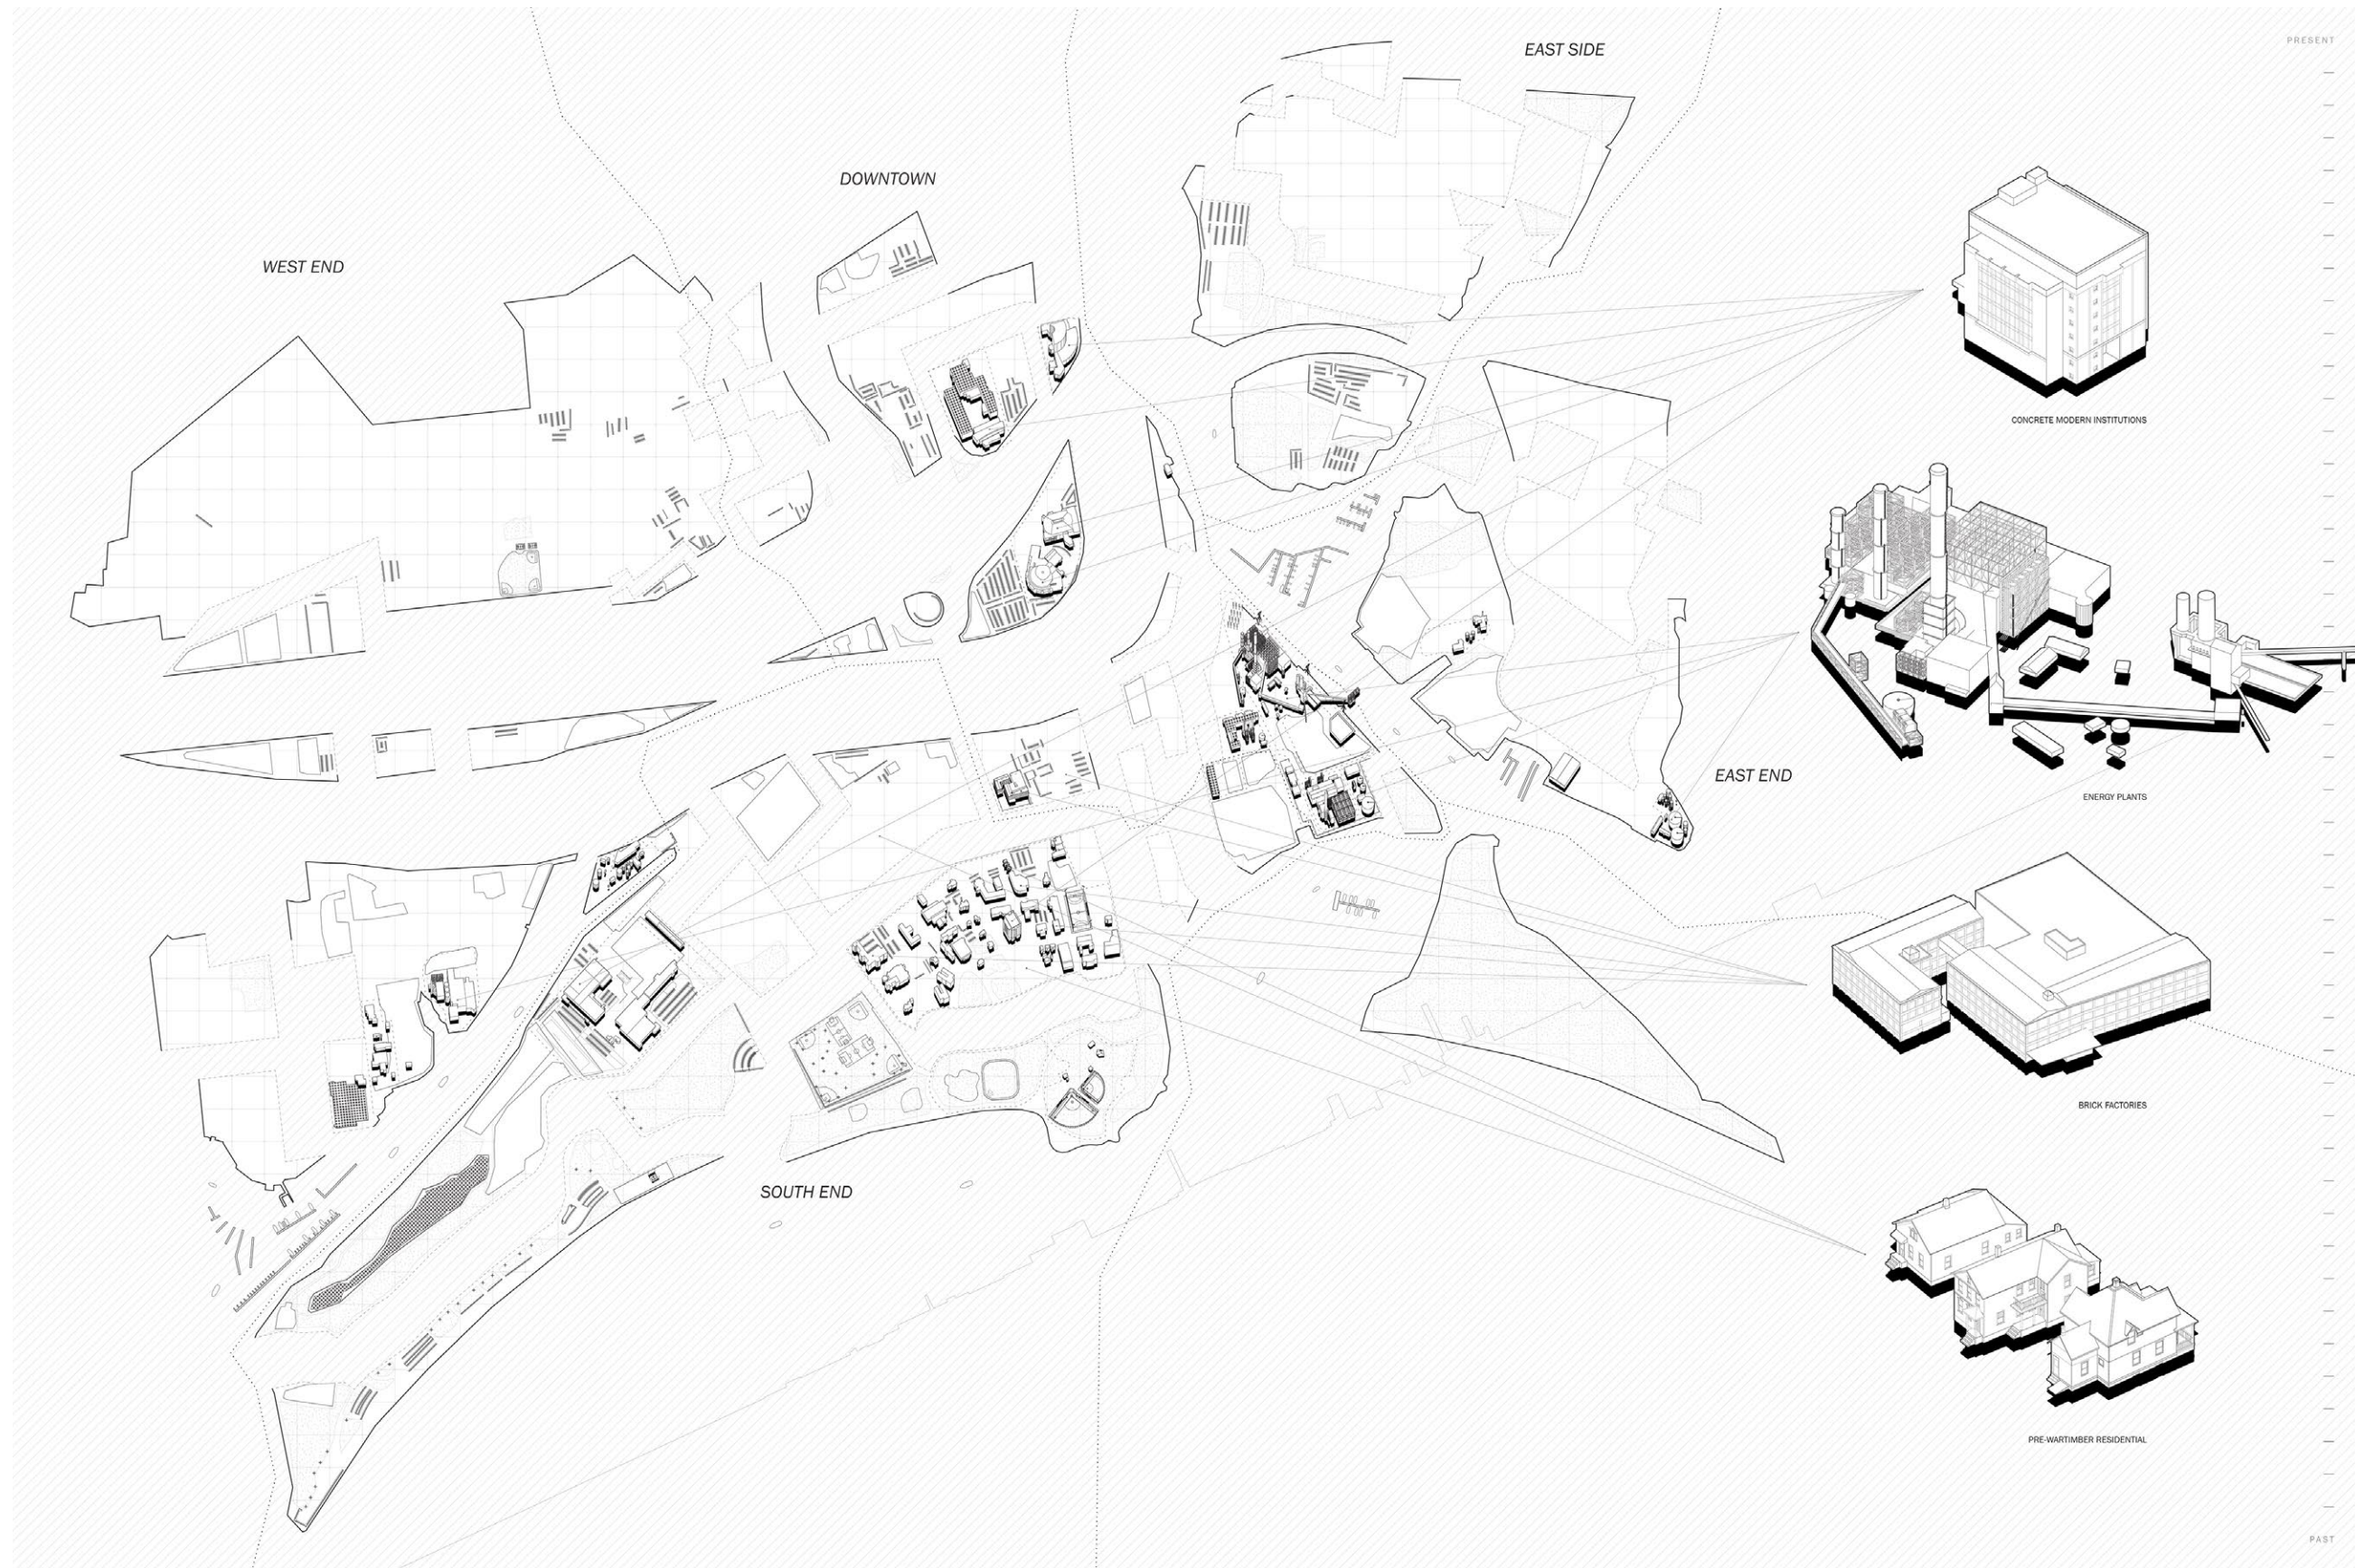 PRESENT
EAST SIDE
DOWNTOWN
WEST END
CONCRETE MODERN INSTITUTIONS
EAST END
ENERGY PLANTS
BRICK FACTORIES
SOUTH END
PRE-WARTIMBER RESIDENTIAL
PAST